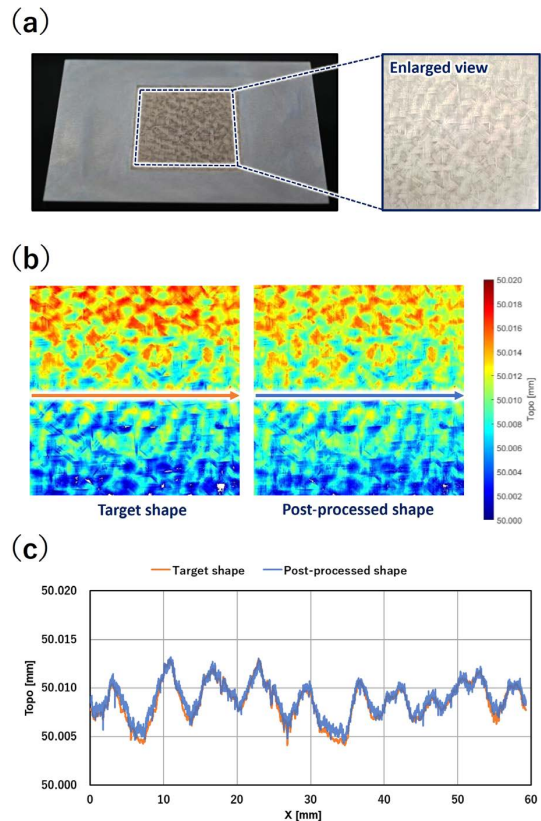 (a)
Enlarged view
(b)
50.020
50.018
50.016
50.014
50.012
50.010
50.008
50.006
50.004
50.002
50.000
Topo [mm]
Target shape
Post-processed shape
(c)
Target shape
Post-processed shape
50.020
50.015
50.010
50.005
50.000
Topo [mm]
0 10 20 30 40 50 60
X [mm]